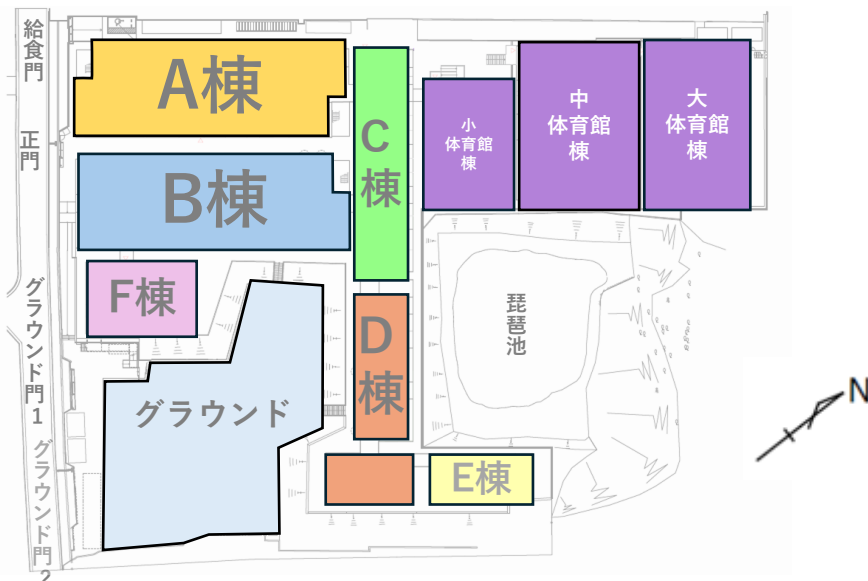 給食門
正門
グラウンド門1
グラウンド門2
A棟
B棟
C
棟
小
体育館
棟
中
体育館
棟
大
体育館
棟
F棟
グラウンド
D
棟
琵琶池
E棟
N